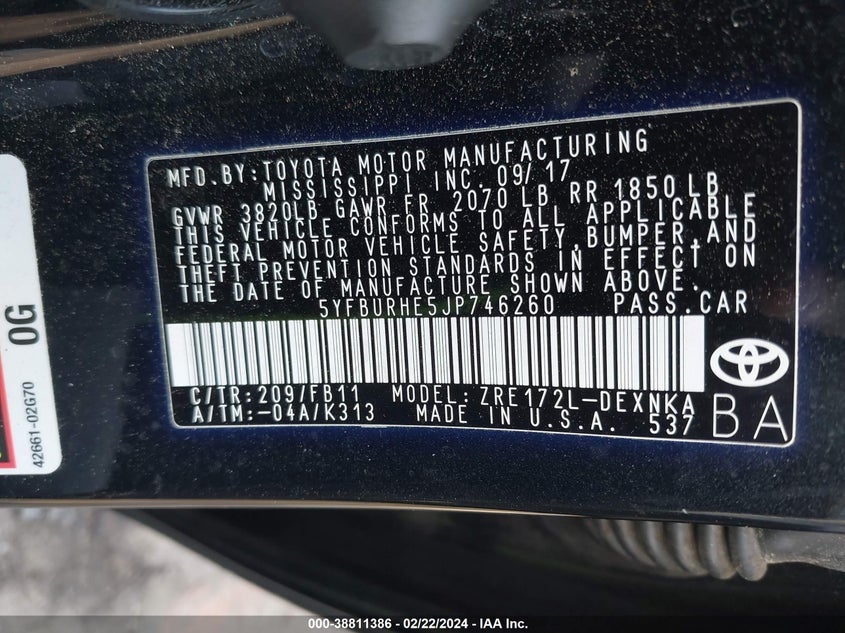 MFD.BY:TOYOTA MOTOR MANUFACTURING
MISSISSIPPI INC. 09/17
GVWR 3820LB GAWR FR 2070 LB RR 1850 LB
THIS VEHICLE CONFORMS TO ALL APPLICABLE
FEDERAL MOTOR VEHICLE SAFETY,BUMPER,AND
THEFT PREVENTION STANDARDS IN EFFECT ON
THE DATE OF MANUFACTURE SHOWN ABOVE.
5YFBURHE5JP746260 PASS.CAR
C/TR:209/FB11 MODEL:ZRE172L-DEXNKA
A/TM:-04A/K313 MADE IN U.S.A. 537
BA
0G
42661-02G70
000-38811386 - 02/22/2024 - IAA Inc.